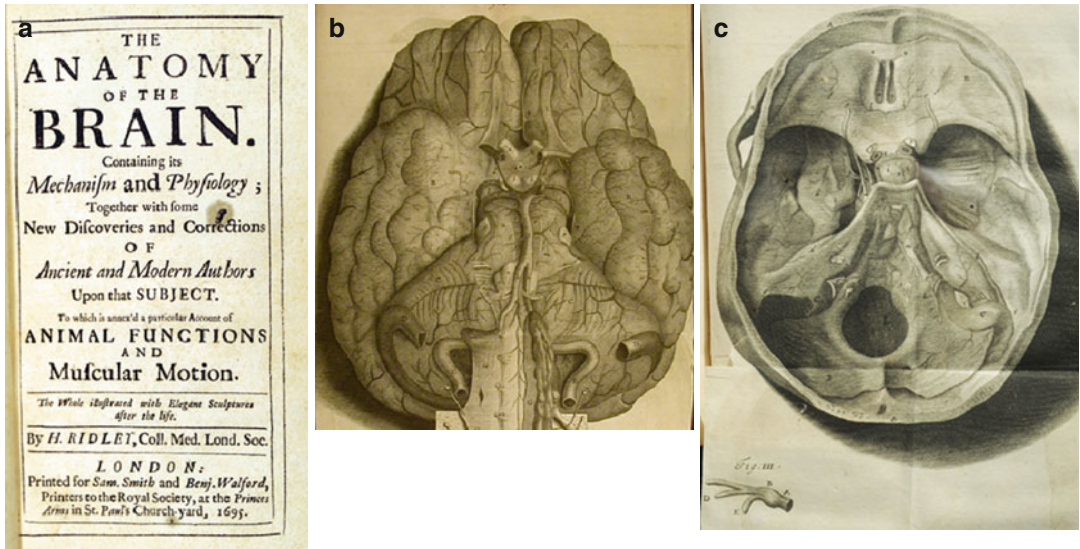 a
THE
ANATOMY
OF THE
BRAIN.
Containing its
Mechaniſm and Phyſiology ;
Together with ſome
New Diſcoveries and Corrections
OF
Ancient and Modern Authors
Upon that SUBJECT.
To which is annex'd a particular Account of
ANIMAL FUNCTIONS
AND
Muſcular Motion.
The Whole illuſtrated with Elegant Sculptures
after the life.
By H. RIDLEY, Coll. Med. Lond. Soc.
LONDON:
Printed for Sam. Smith and Benj. Walford,
Printers to the Royal Society, at the Princes
Arms in St. Paul's Church-yard, 1695.
b
c
Fig. III.
D
B
A
E